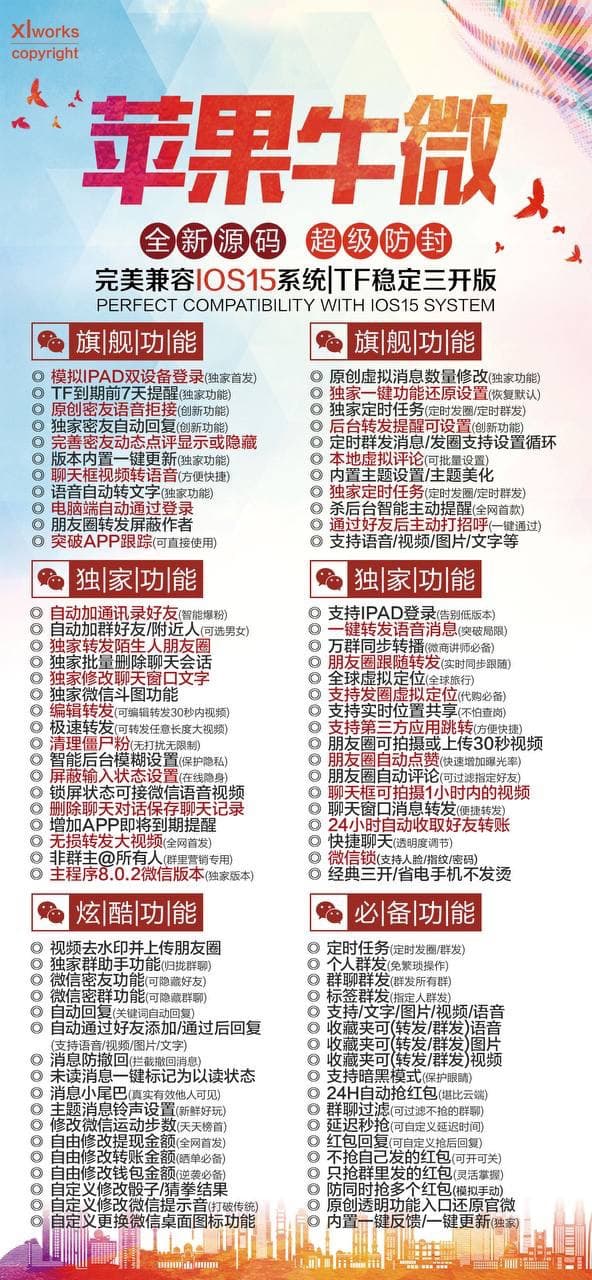 XIworks
copyright
苹果牛微
全新源码 超级防封
完美兼容IOS15系统|TF稳定三开版
PERFECT COMPATIBILITY WITH IOS15 SYSTEM
旗|舰|功|能
◎ 模拟IPAD双设备登录(独家首发)
◎ TF到期前7天提醒(独家功能)
◎ 原创密友语音拒接(创新功能)
◎ 独家密友自动回复(创新功能)
◎ 完善密友动态点评显示或隐藏
◎ 版本内置一键更新(独家功能)
◎ 聊天框视频转语音(方便快捷)
◎ 语音自动转文字(独家功能)
◎ 电脑端自动通过登录
◎ 朋友圈转发屏蔽作者
◎ 突破APP跟踪(可直接使用)
旗|舰|功|能
◎ 原创虚拟消息数量修改(独家功能)
◎ 独家一键功能还原设置(恢复默认)
◎ 独家定时任务(定时发圈/定时群发)
◎ 后台转发提醒可设置(创新功能)
◎ 定时群发消息/发圈支持设置循环
◎ 本地虚拟评论(可批量设置)
◎ 内置主题设置/主题美化
◎ 独家定时任务(定时发圈/定时群发)
◎ 杀后台智能主动提醒(全网首款)
◎ 通过好友后主动打招呼(一键通过)
◎ 支持语音/视频/图片/文字等
独|家|功|能
◎ 自动加通讯录好友(智能爆粉)
◎ 自动加群好友/附近人(可选男女)
◎ 独家转发陌生人朋友圈
◎ 独家批量删除聊天会话
◎ 独家修改聊天窗口文字
◎ 独家微信斗图功能
◎ 编辑转发(可编辑转发30秒内视频)
◎ 极速转发(可转发任意长度大视频)
◎ 清理僵尸粉(无打扰无限制)
◎ 智能后台模糊设置(保护隐私)
◎ 屏蔽输入状态设置(在线隐身)
◎ 锁屏状态可接微信语音视频
◎ 删除聊天对话保存聊天记录
◎ 增加APP即将到期提醒
◎ 无损转发大视频(全网首发)
◎ 非群主@所有人(群里营销专用)
◎ 主程序8.0.2微信版本(独家版本)
独|家|功|能
◎ 支持IPAD登录(告别低版本)
◎ 一键转发语音消息(突破局限)
◎ 万群同步转播(微商讲师必备)
◎ 朋友圈跟随转发(实时同步跟随)
◎ 全球虚拟定位(全球旅行)
◎ 支持发圈虚拟定位(代购必备)
◎ 支持实时位置共享(不怕查岗)
◎ 支持第三方应用跳转(方便快捷)
◎ 朋友圈可拍摄或上传30秒视频
◎ 朋友圈自动点赞(快速增加曝光率)
◎ 朋友圈自动评论(可过滤指定好友)
◎ 聊天框可拍摄1小时内的视频
◎ 聊天窗口消息转发(便捷转发)
◎ 24小时自动收取好友转账
◎ 快捷聊天(透明度调节)
◎ 微信锁(支持人脸/指纹/密码)
◎ 经典三开/省电手机不发烫
炫|酷|功|能
◎ 视频去水印并上传朋友圈
◎ 独家群助手功能(归拢群聊)
◎ 微信密友功能(可隐藏好友)
◎ 微信密群功能(可隐藏群聊)
◎ 自动回复(关键词自动回复)
◎ 自动通过好友添加/通过后回复
(支持语音/视频/图片/文字)
◎ 消息防撤回(拦截撤回消息)
◎ 未读消息一键标记为以读状态
◎ 消息小尾巴(真实有效他人可见)
◎ 主题消息铃声设置(新鲜好玩)
◎ 修改微信运动步数(天天榜首)
◎ 自由修改提现金额(全网首发)
◎ 自由修改转账金额(晒单必备)
◎ 自由修改钱包金额(逆袭必备)
◎ 自定义修改骰子/猜拳结果
◎ 自定义修改微信提示音(打破传统)
◎ 自定义更换微信桌面图标功能
必|备|功|能
◎ 定时任务(定时发圈/群发)
◎ 个人群发(免繁琐操作)
◎ 群聊群发(群发所有群)
◎ 标签群发(指定人群发)
◎ 支持/文字/图片/视频/语音
◎ 收藏夹可(转发/群发)语音
◎ 收藏夹可(转发/群发)图片
◎ 收藏夹可(转发/群发)视频
◎ 支持暗黑模式(保护眼睛)
◎ 24H自动抢红包(堪比云端)
◎ 群聊过滤(可过滤不抢的群聊)
◎ 延迟秒抢(可自定义延迟时间)
◎ 红包回复(可自定义抢后回复)
◎ 不抢自己发的红包(可开可关)
◎ 只抢群里发的红包(灵活掌握)
◎ 防同时抢多个红包(模拟手动)
◎ 原创透明功能入口还原官微
◎ 内置一键反馈/一键更新(独家)